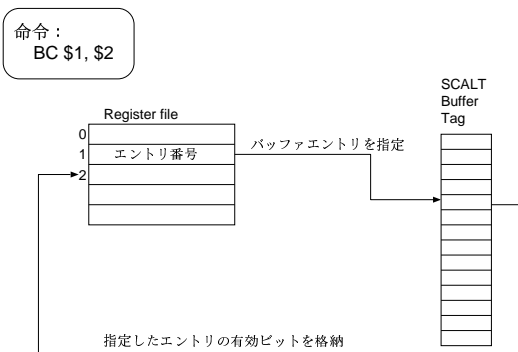 命令：
BC $1, $2
SCALT
Buffer
Tag
Register file
0
1 エントリ番号
2
バッファエントリを指定
指定したエントリの有効ビットを格納